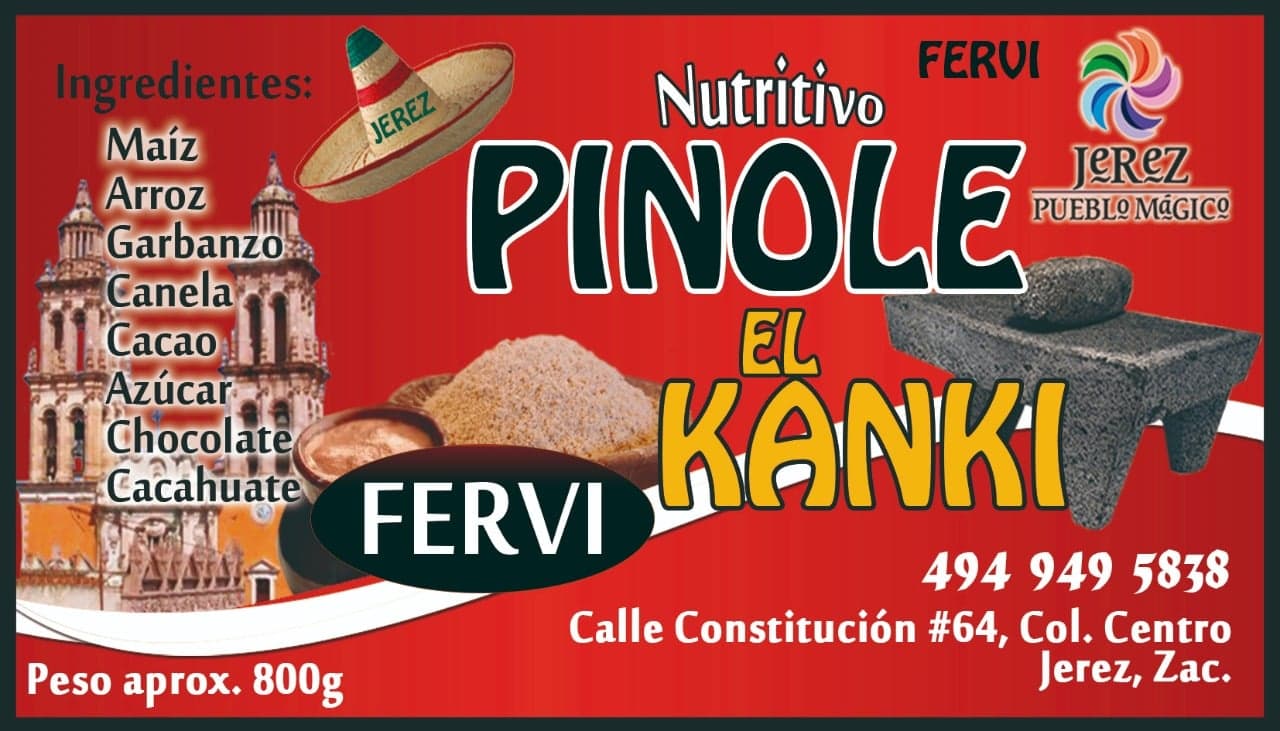 Ingredientes:
Maíz
Arroz
Garbanzo
Canela
Cacao
Azúcar
Chocolate
Cacahuate
JEREZ
Nutritivo
PINOLE
EL
KANKI
FERVI
JeReZ
PUEBLO MáGICO
FERVI
494 949 5838
Calle Constitución #64, Col. Centro
Jerez, Zac.
Peso aprox. 800g